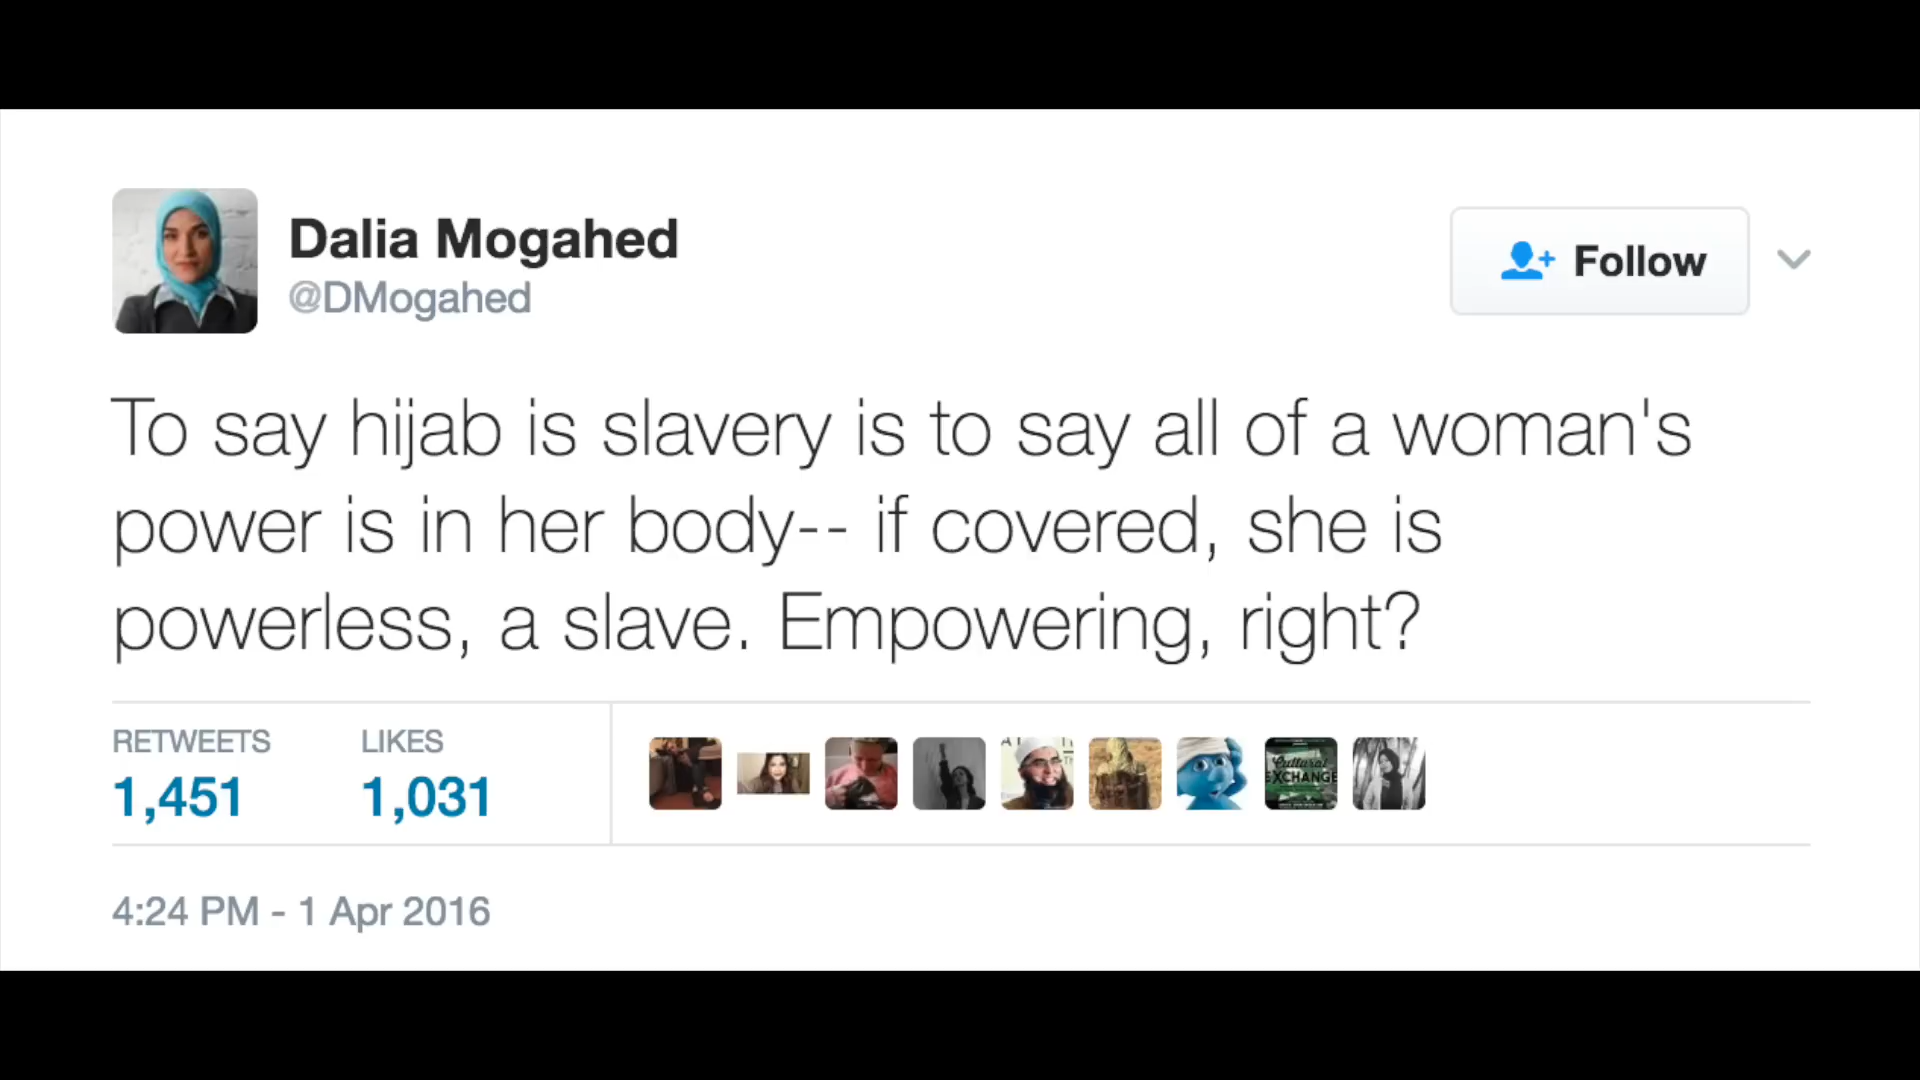 Dalia Mogahed
@DMogahed
Follow
To say hijab is slavery is to say all of a woman's
power is in her body-- if covered, she is
powerless, a slave. Empowering, right?
RETWEETS LIKES
1,451 1,031
Cultural
EXCHANGE
4:24 PM - 1 Apr 2016